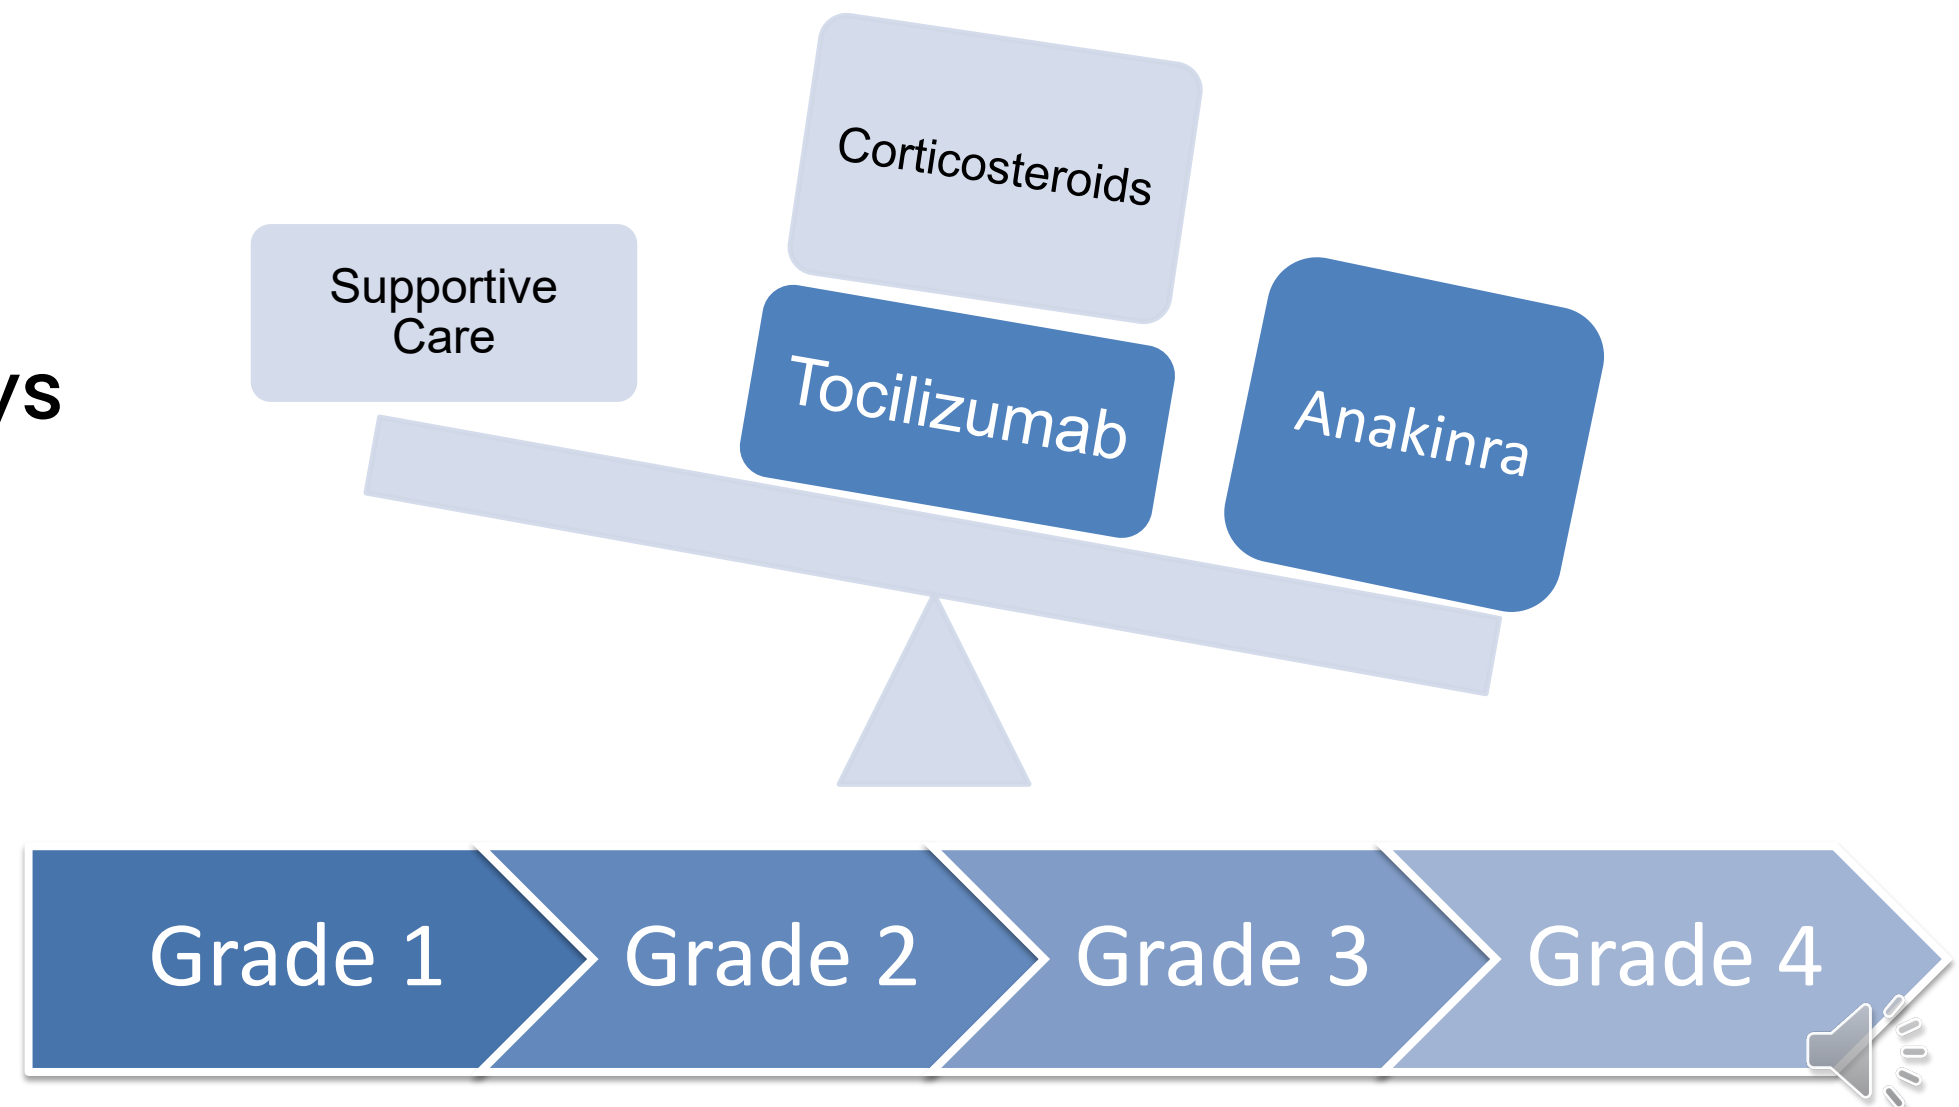 Corticosteroids
Supportive
Care
Tocilizumab
Anakinra
ys
Grade 1
Grade 2
Grade 3
Grade 4